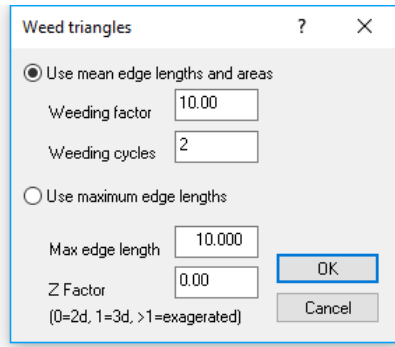 Weed triangles ?
Use mean edge lengths and areas
Weeding factor 10.00
Weeding cycles 2
Use maximum edge lengths
Max edge length 10.000
Z Factor 0.00
OK
(0=2d, 1=3d, >1=exagerated)
Cancel